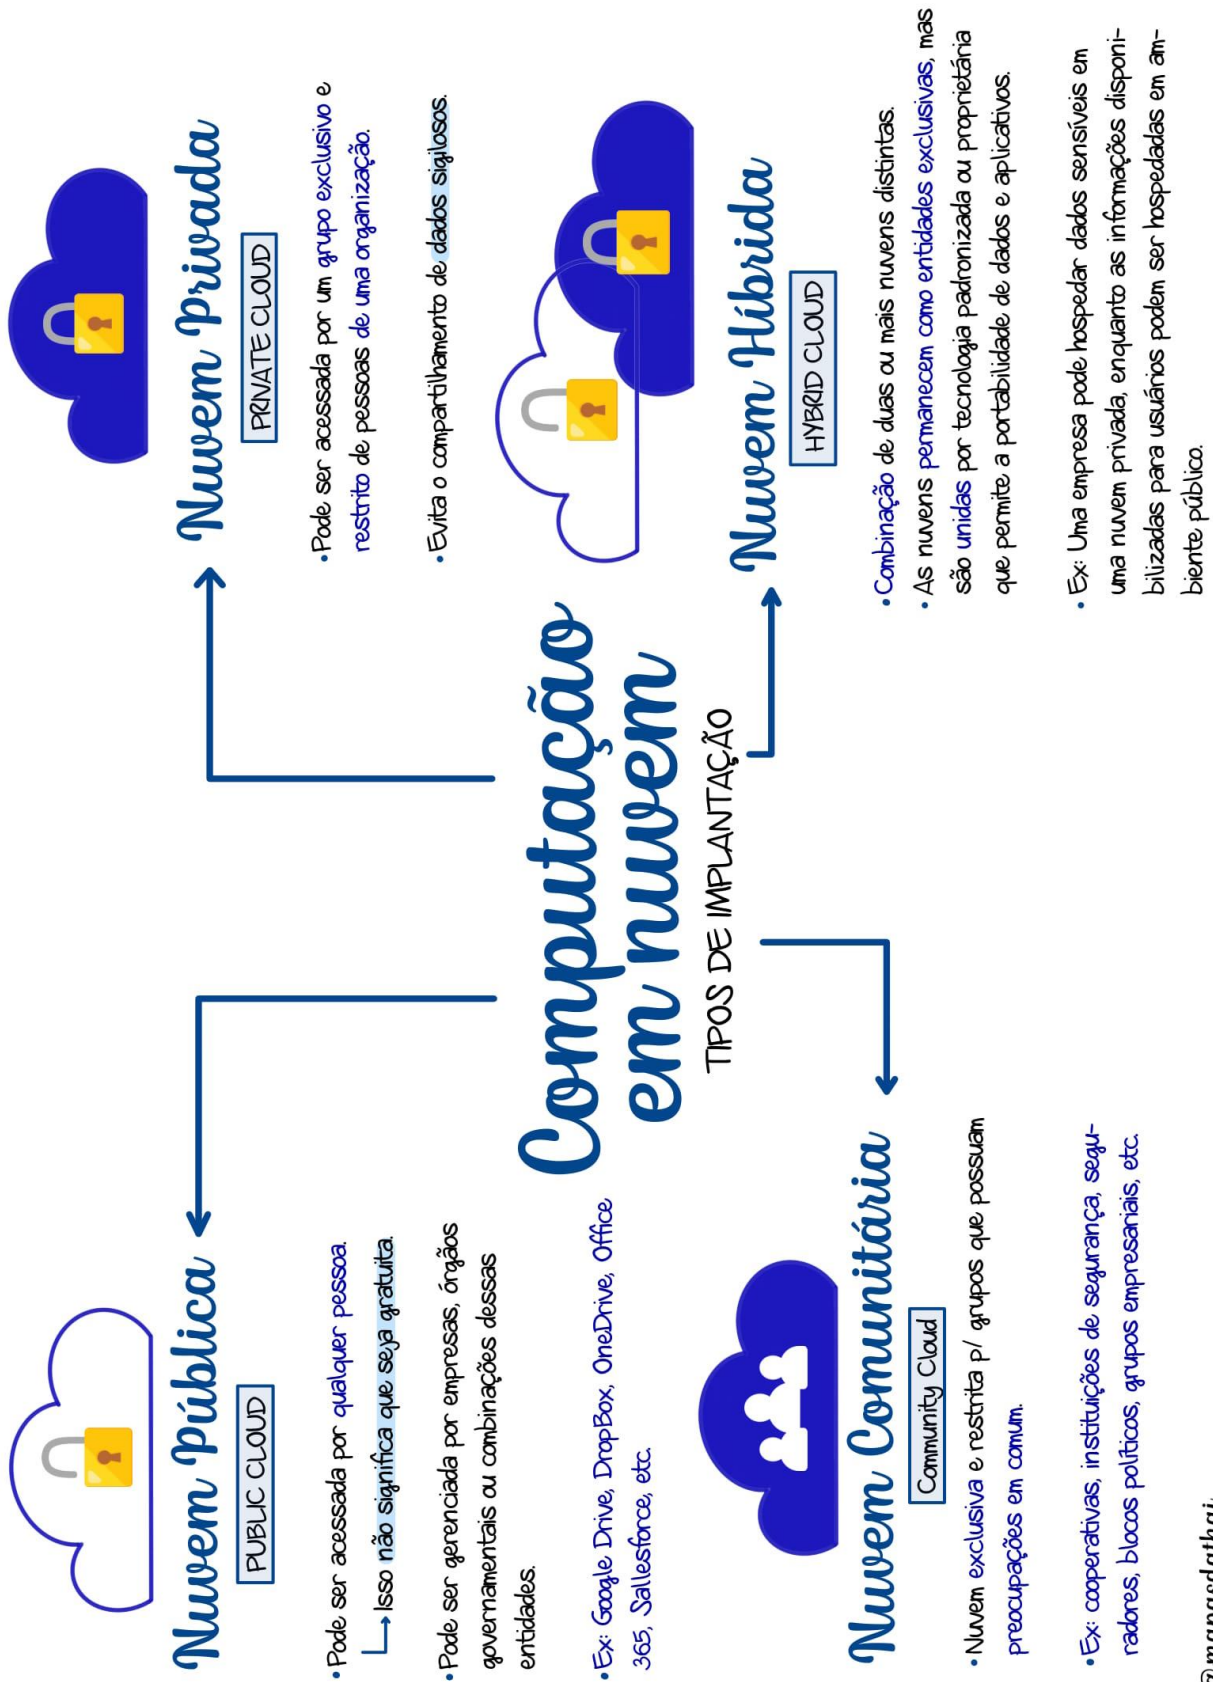 Computação
em nuvem
TIPOS DE IMPLANTAÇÃO
Nuvem Pública
PUBLIC CLOUD
• Pode ser acessada por qualquer pessoa.
Isso não significa que seja gratuita.
• Pode ser gerenciada por empresas, órgãos
governamentais ou combinações dessas
entidades.
• Ex: Google Drive, DropBox, OneDrive, Office
365, Sallesforce, etc.
Nuvem Privada
PRIVATE CLOUD
• Pode ser acessada por um grupo exclusivo e
restrito de pessoas de uma organização.
• Evita o compartilhamento de dados sigilosos.
Nuvem Comunitária
Community Cloud
• Nuvem exclusiva e restrita p/ grupos que possuam
preocupações em comum.
• Ex: cooperativas, instituições de segurança, segu-
radores, blocos políticos, grupos empresariais, etc.
Nuvem Híbrida
HYBRID CLOUD
• Combinação de duas ou mais nuvens distintas.
• As nuvens permanecem como entidades exclusivas, mas
são unidas por tecnologia padronizada ou proprietária
que permite a portabilidade de dados e aplicativos.
• Ex: Uma empresa pode hospedar dados sensíveis em
uma nuvem privada, enquanto as informações disponi-
bilizadas para usuários podem ser hospedadas em am-
biente público.
@mapasdathai